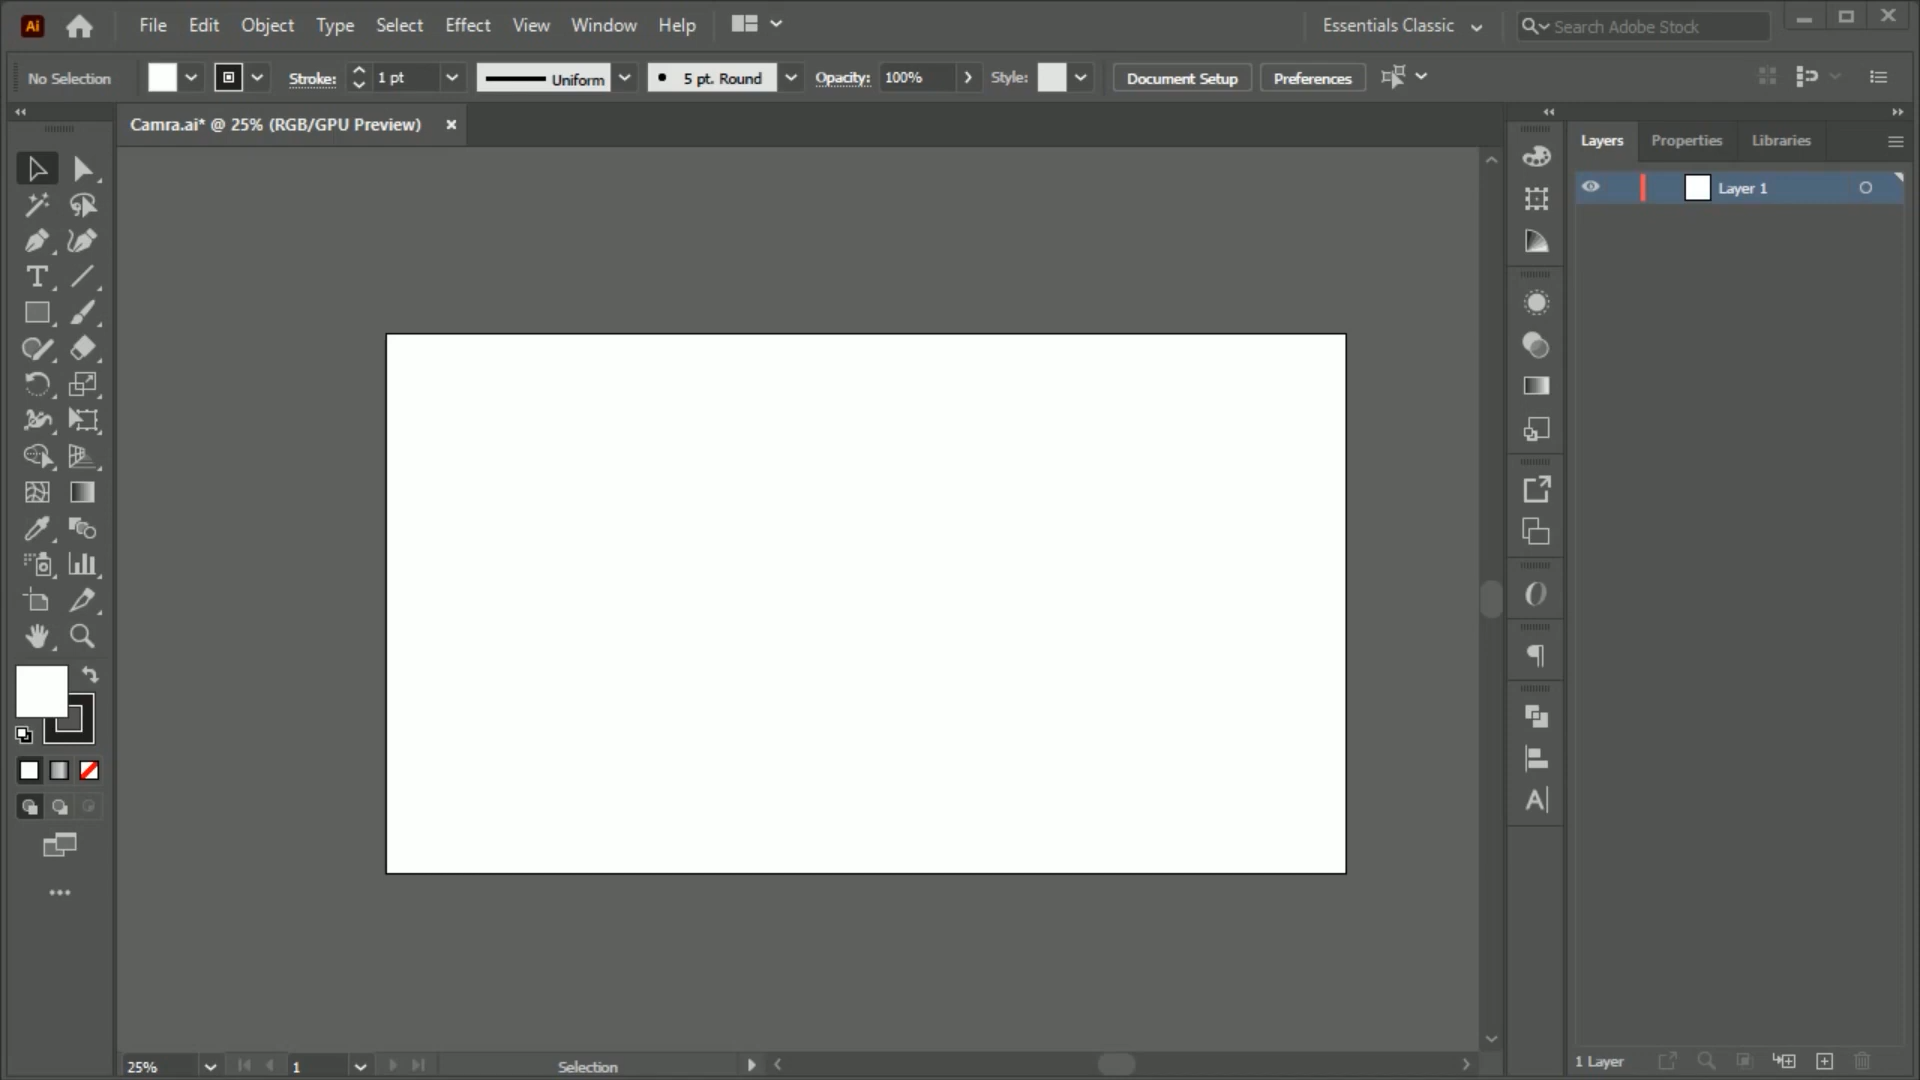 Ai File Edit Object Type Select Effect View Window Help Essentials Classic Search Adobe Stock
No Selection Stroke: 1 pt Uniform 5 pt. Round Opacity: 100% Style: Document Setup Preferences
Camra.ai* @ 25% (RGB/GPU Preview)
Layers Properties Libraries
Layer 1
25% 1 Selection 1 Layer